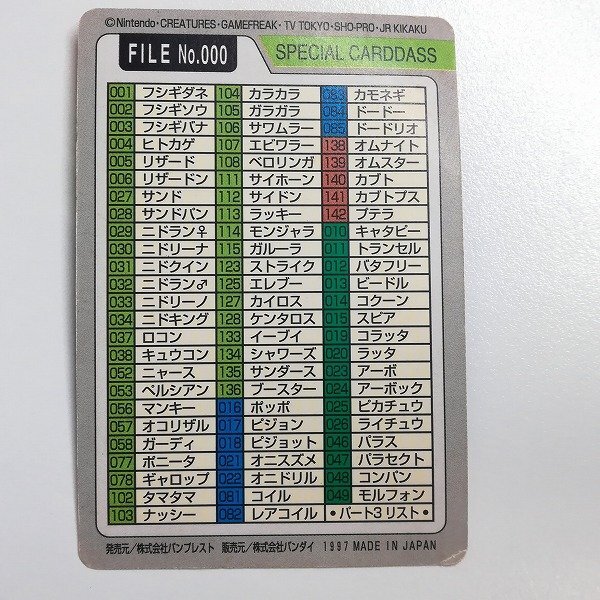 ©Nintendo・CREATURES・GAMEFREAK・TV TOKYO・SHO-PRO・JR KIKAKU
FILE No.000
SPECIAL CARDDASS
001 フシギダネ 104 カラカラ 083 カモネギ
002 フシギソウ 105 ガラガラ 084 ドードー
003 フシギバナ 106 サワムラー 085 ドードリオ
004 ヒトカゲ 107 エビワラー 138 オムナイト
005 リザード 108 ベロリンガ 139 オムスター
006 リザードン 111 サイホーン 140 カブト
027 サンド 112 サイドン 141 カブトプス
028 サンドパン 113 ラッキー 142 プテラ
029 ニドラン♀ 114 モンジャラ 010 キャタピー
030 ニドリーナ 115 ガルーラ 011 トランセル
031 ニドクイン 123 ストライク 012 バタフリー
032 ニドラン♂ 125 エレブー 013 ビードル
033 ニドリーノ 127 カイロス 014 コクーン
034 ニドキング 128 ケンタロス 015 スピア
037 ロコン 133 イーブイ 019 コラッタ
038 キュウコン 134 シャワーズ 020 ラッタ
052 ニャース 135 サンダース 023 アーボ
053 ペルシアン 136 ブースター 024 アーボック
056 マンキー 016 ポッポ 025 ピカチュウ
057 オコリザル 017 ピジョン 026 ライチュウ
058 ガーディ 018 ピジョット 046 パラス
077 ポニータ 021 オニスズメ 047 パラセクト
078 ギャロップ 022 オニドリル 048 コンパン
102 タマタマ 081 コイル 049 モルフォン
103 ナッシー 082 レアコイル •パート3リスト•
発売元/株式会社バンプレスト 販売元/株式会社バンダイ 1997 MADE IN JAPAN